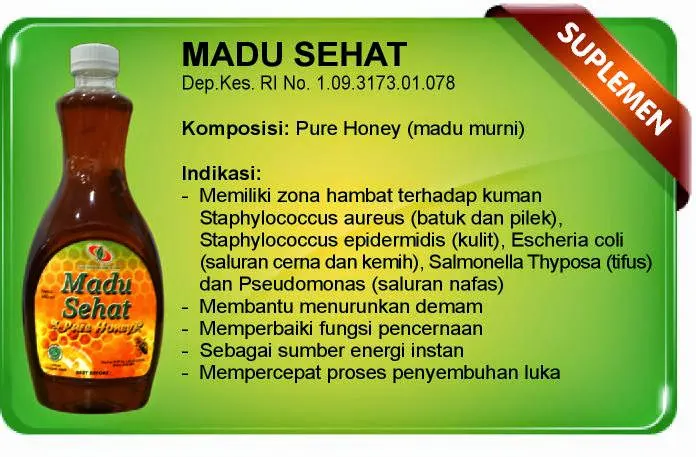 MADU SEHAT
SUPLEMEN
Dep.Kes. RI No. 1.09.3173.01.078
Komposisi: Pure Honey (madu murni)
Indikasi:
- Memiliki zona hambat terhadap kuman
Staphylococcus aureus (batuk dan pilek),
Staphylococcus epidermidis (kulit), Escheria coli
(saluran cerna dan kemih), Salmonella Thyposa (tifus)
dan Pseudomonas (saluran nafas)
- Membantu menurunkan demam
- Memperbaiki fungsi pencernaan
- Sebagai sumber energi instan
- Mempercepat proses penyembuhan luka
Madu
Sehat
Pure Honey
BEST BEFORE